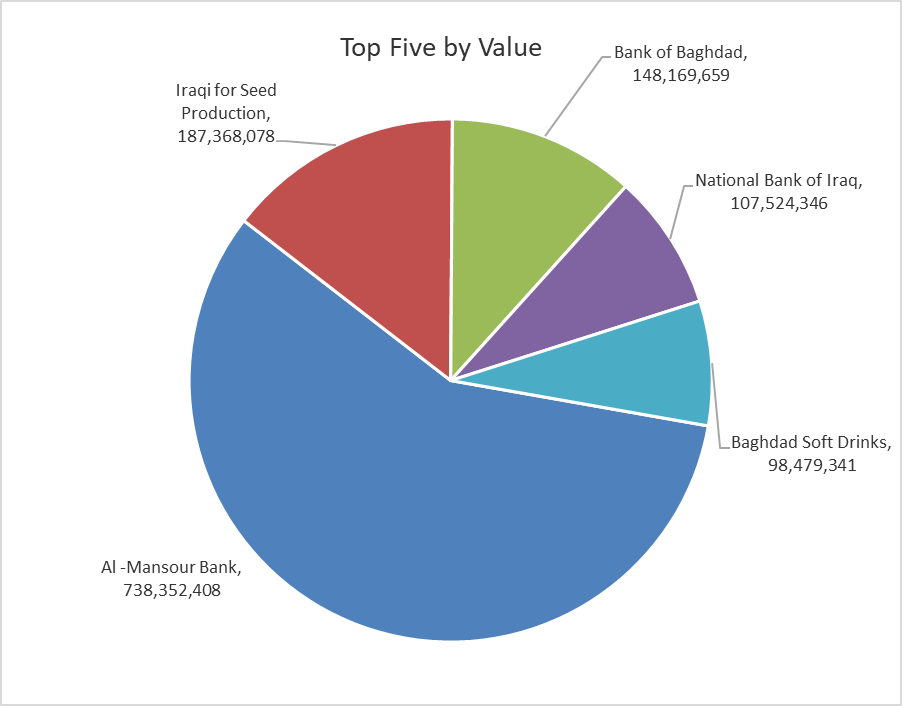 Top Five by Value
Bank of Baghdad,
148,169,659
Iraqi for Seed
Production,
187,368,078
National Bank of Iraq,
107,524,346
Baghdad Soft Drinks,
98,479,341
Al -Mansour Bank,
738,352,408